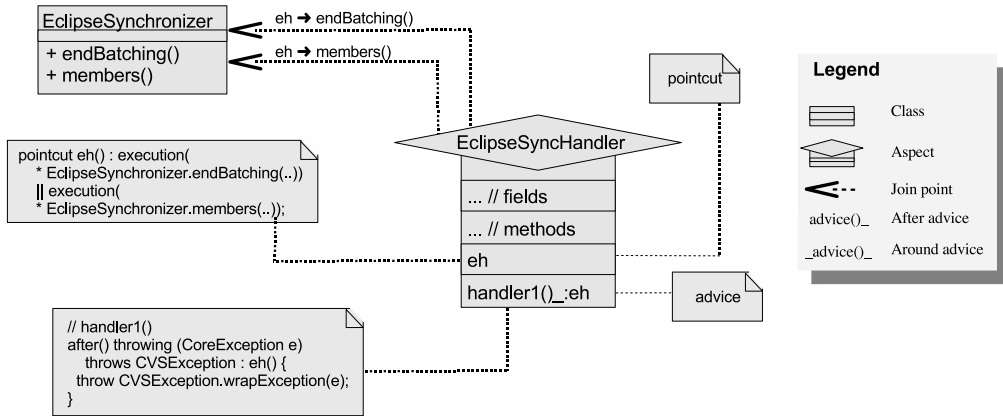 EclipseSynchronizer
+ endBatching()
+ members()
eh ➜ endBatching()
eh ➜ members()
pointcut
EclipseSyncHandler
... // fields
... // methods
eh
handler1()_:eh
advice
pointcut eh() : execution(
* EclipseSynchronizer.endBatching(..))
|| execution(
* EclipseSynchronizer.members(..));
// handler1()
after() throwing (CoreException e)
throws CVSException : eh() {
throw CVSException.wrapException(e);
}
Legend
Class
Aspect
Join point
advice()_ After advice
_advice()_ Around advice